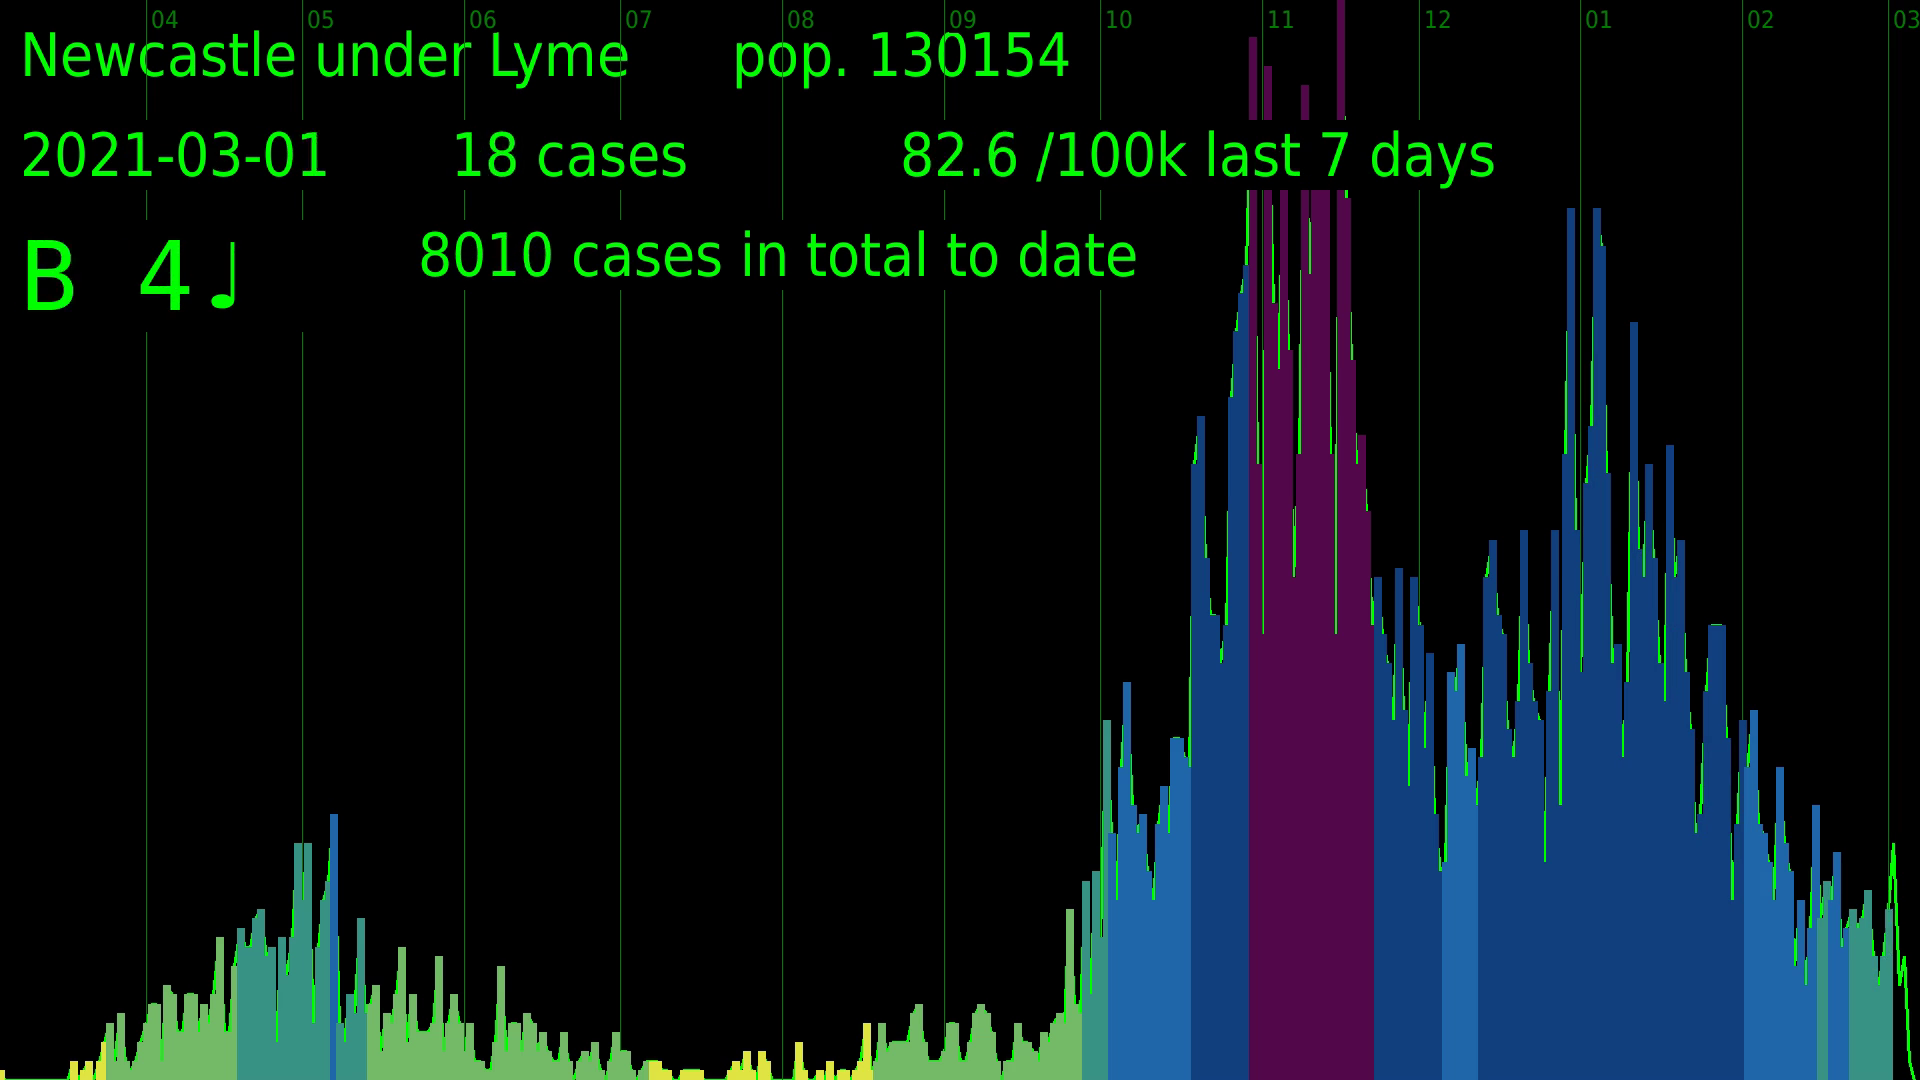 04 05 06 07 08 09 10 11 12 01 02 03
Newcastle under Lyme pop. 130154
2021-03-01 18 cases 82.6 /100k last 7 days
B 4♩ 8010 cases in total to date